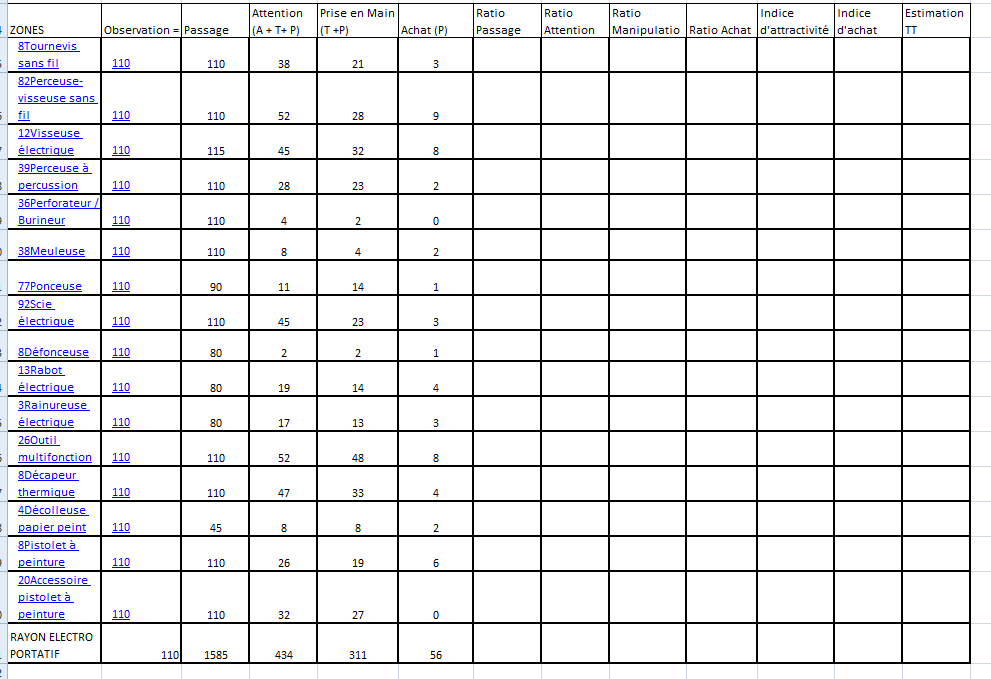 ZONES Observation = Passage Attention (A + T+ P) Prise en Main (T +P) Achat (P) Ratio Passage Ratio Attention Ratio Manipulatio Ratio Achat Indice d'attractivité Indice d'achat Estimation TT
8Tournevis sans fil 110 110 38 21 3
82Perceuse-visseuse sans fil 110 110 52 28 9
12Visseuse électrique 110 115 45 32 8
39Perceuse à percussion 110 110 28 23 2
36Perforateur / Burineur 110 110 4 2 0
38Meuleuse 110 110 8 4 2
77Ponceuse 110 90 11 14 1
92Scie électrique 110 110 45 23 3
8Défonceuse 110 80 2 2 1
13Rabot électrique 110 80 19 14 4
3Rainureuse électrique 110 80 17 13 3
26Outil multifonction 110 110 52 48 8
8Décapeur thermique 110 110 47 33 4
4Décolleuse papier peint 110 45 8 8 2
8Pistolet à peinture 110 110 26 19 6
20Accessoire pistolet à peinture 110 110 32 27 0
RAYON ELECTRO PORTATIF 110 1585 434 311 56